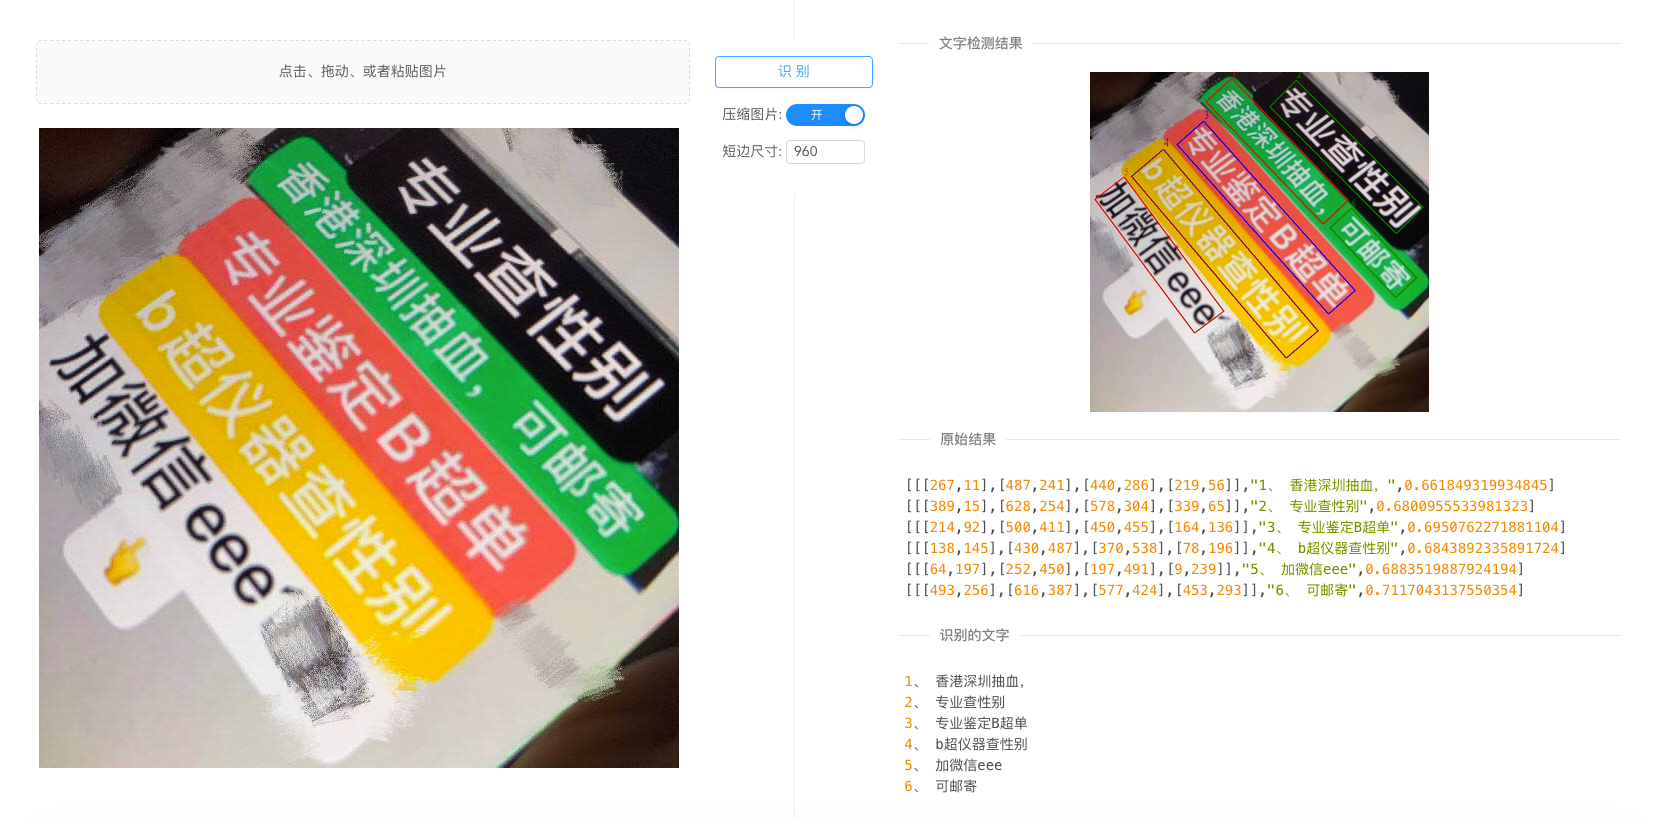 点击、拖动、或者粘贴图片
识 别
压缩图片: 开
短边尺寸: 960
专业查性别
香港深圳抽血，可邮寄
专业鉴定B超单
b超仪器查性别
加微信eee
文字检测结果
1
2
3
专业查性别
4
香港深圳抽血，可邮寄
5
专业鉴定B超单
b超仪器查性别
加微信eee
原始结果
[[[267,11],[487,241],[440,286],[219,56]],"1、 香港深圳抽血，",0.661849319934845]
[[[389,15],[628,254],[578,304],[339,65]],"2、 专业查性别",0.6800955533981323]
[[[214,92],[500,411],[450,455],[164,136]],"3、 专业鉴定B超单",0.6950762271881104]
[[[138,145],[430,487],[370,538],[78,196]],"4、 b超仪器查性别",0.6843892335891724]
[[[64,197],[252,450],[197,491],[9,239]],"5、 加微信eee",0.6883519887924194]
[[[493,256],[616,387],[577,424],[453,293]],"6、 可邮寄",0.7117043137550354]
识别的文字
1、 香港深圳抽血，
2、 专业查性别
3、 专业鉴定B超单
4、 b超仪器查性别
5、 加微信eee
6、 可邮寄